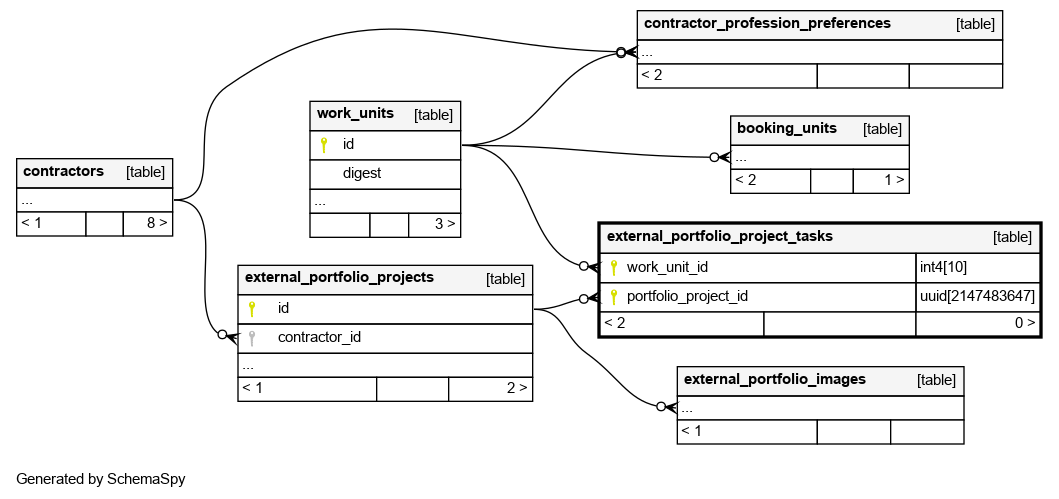 contractor_profession_preferences [table]
...
< 2
work_units [table]
id
digest
...
3 >
booking_units [table]
...
< 2 1 >
contractors [table]
...
< 1 8 >
external_portfolio_project_tasks [table]
work_unit_id int4[10]
portfolio_project_id uuid[2147483647]
< 2 0 >
external_portfolio_projects [table]
id
contractor_id
...
< 1 2 >
external_portfolio_images [table]
...
< 1
Generated by SchemaSpy